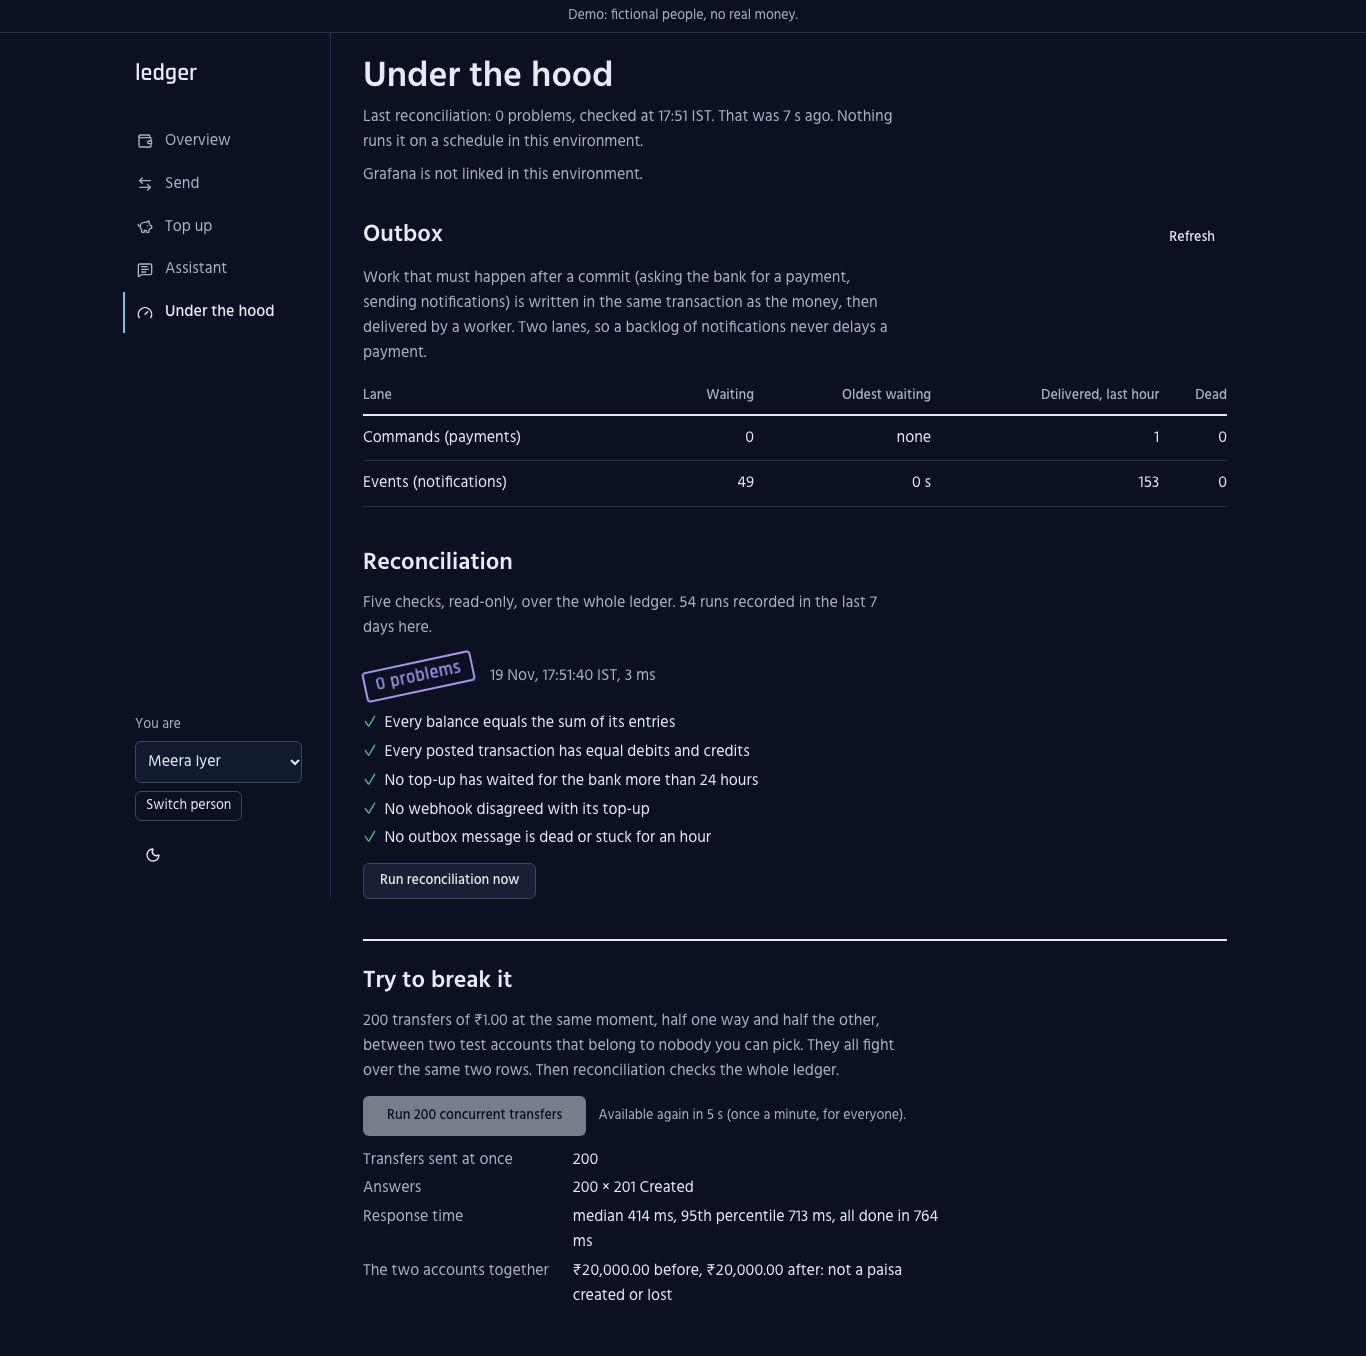 Demo: fictional people, no real money.
ledger
Overview
Send
Top up
Assistant
Under the hood
You are
Meera Iyer
Switch person
Under the hood
Last reconciliation: 0 problems, checked at 17:51 IST. That was 7 s ago. Nothing
runs it on a schedule in this environment.
Grafana is not linked in this environment.
Outbox
Refresh
Work that must happen after a commit (asking the bank for a payment,
sending notifications) is written in the same transaction as the money, then
delivered by a worker. Two lanes, so a backlog of notifications never delays a
payment.
Lane Waiting Oldest waiting Delivered, last hour Dead
Commands (payments) 0 none 1 0
Events (notifications) 49 0 s 153 0
Reconciliation
Five checks, read-only, over the whole ledger. 54 runs recorded in the last 7
days here.
0 problems
19 Nov, 17:51:40 IST, 3 ms
Every balance equals the sum of its entries
Every posted transaction has equal debits and credits
No top-up has waited for the bank more than 24 hours
No webhook disagreed with its top-up
No outbox message is dead or stuck for an hour
Run reconciliation now
Try to break it
200 transfers of ₹1.00 at the same moment, half one way and half the other,
between two test accounts that belong to nobody you can pick. They all fight
over the same two rows. Then reconciliation checks the whole ledger.
Run 200 concurrent transfers
Available again in 5 s (once a minute, for everyone).
Transfers sent at once 200
Answers 200 × 201 Created
Response time median 414 ms, 95th percentile 713 ms, all done in 764
ms
The two accounts together ₹20,000.00 before, ₹20,000.00 after: not a paisa
created or lost